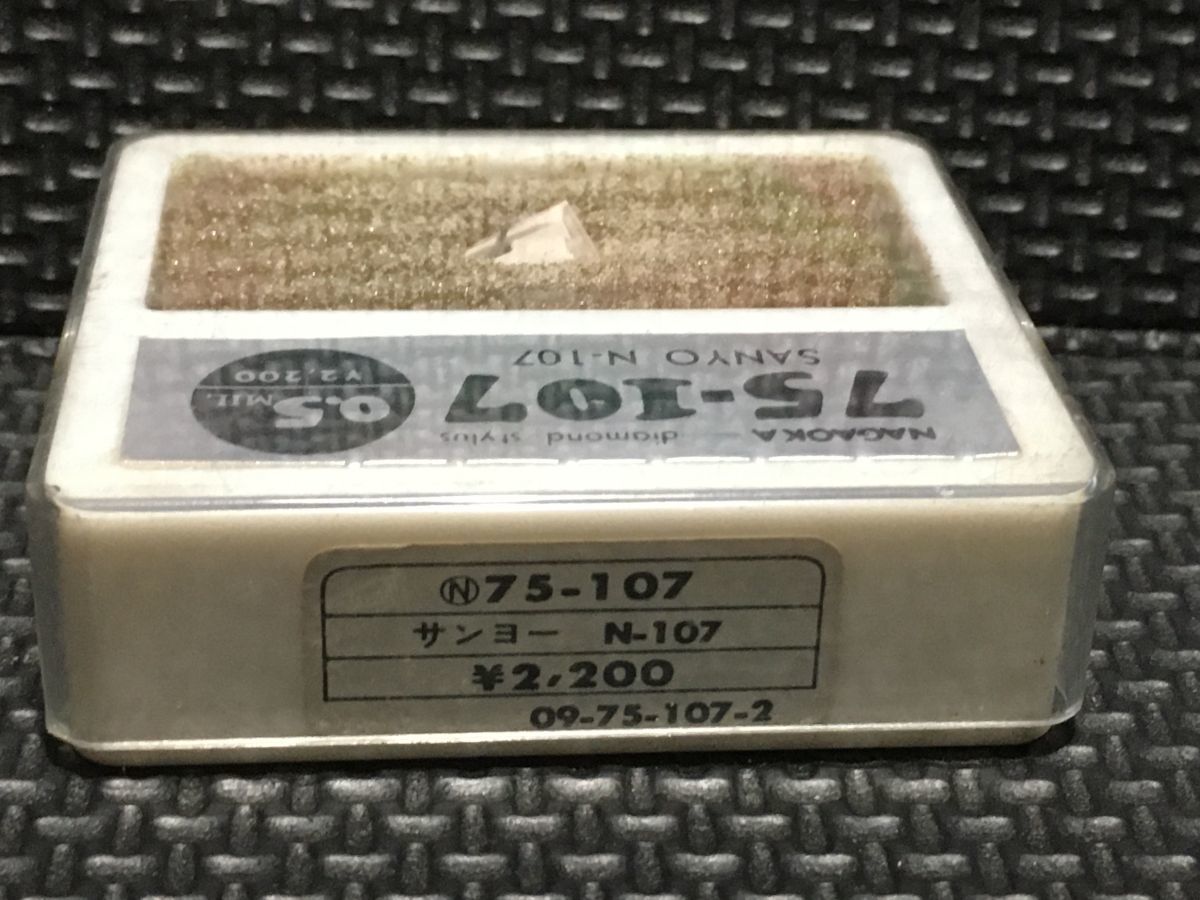 NAGAOKA — diamond stylus
75-107
SANYO N-107
0.5 MIL
¥2,200
Ⓝ75-107
サンヨー N-107
¥2,200
09-75-107-2